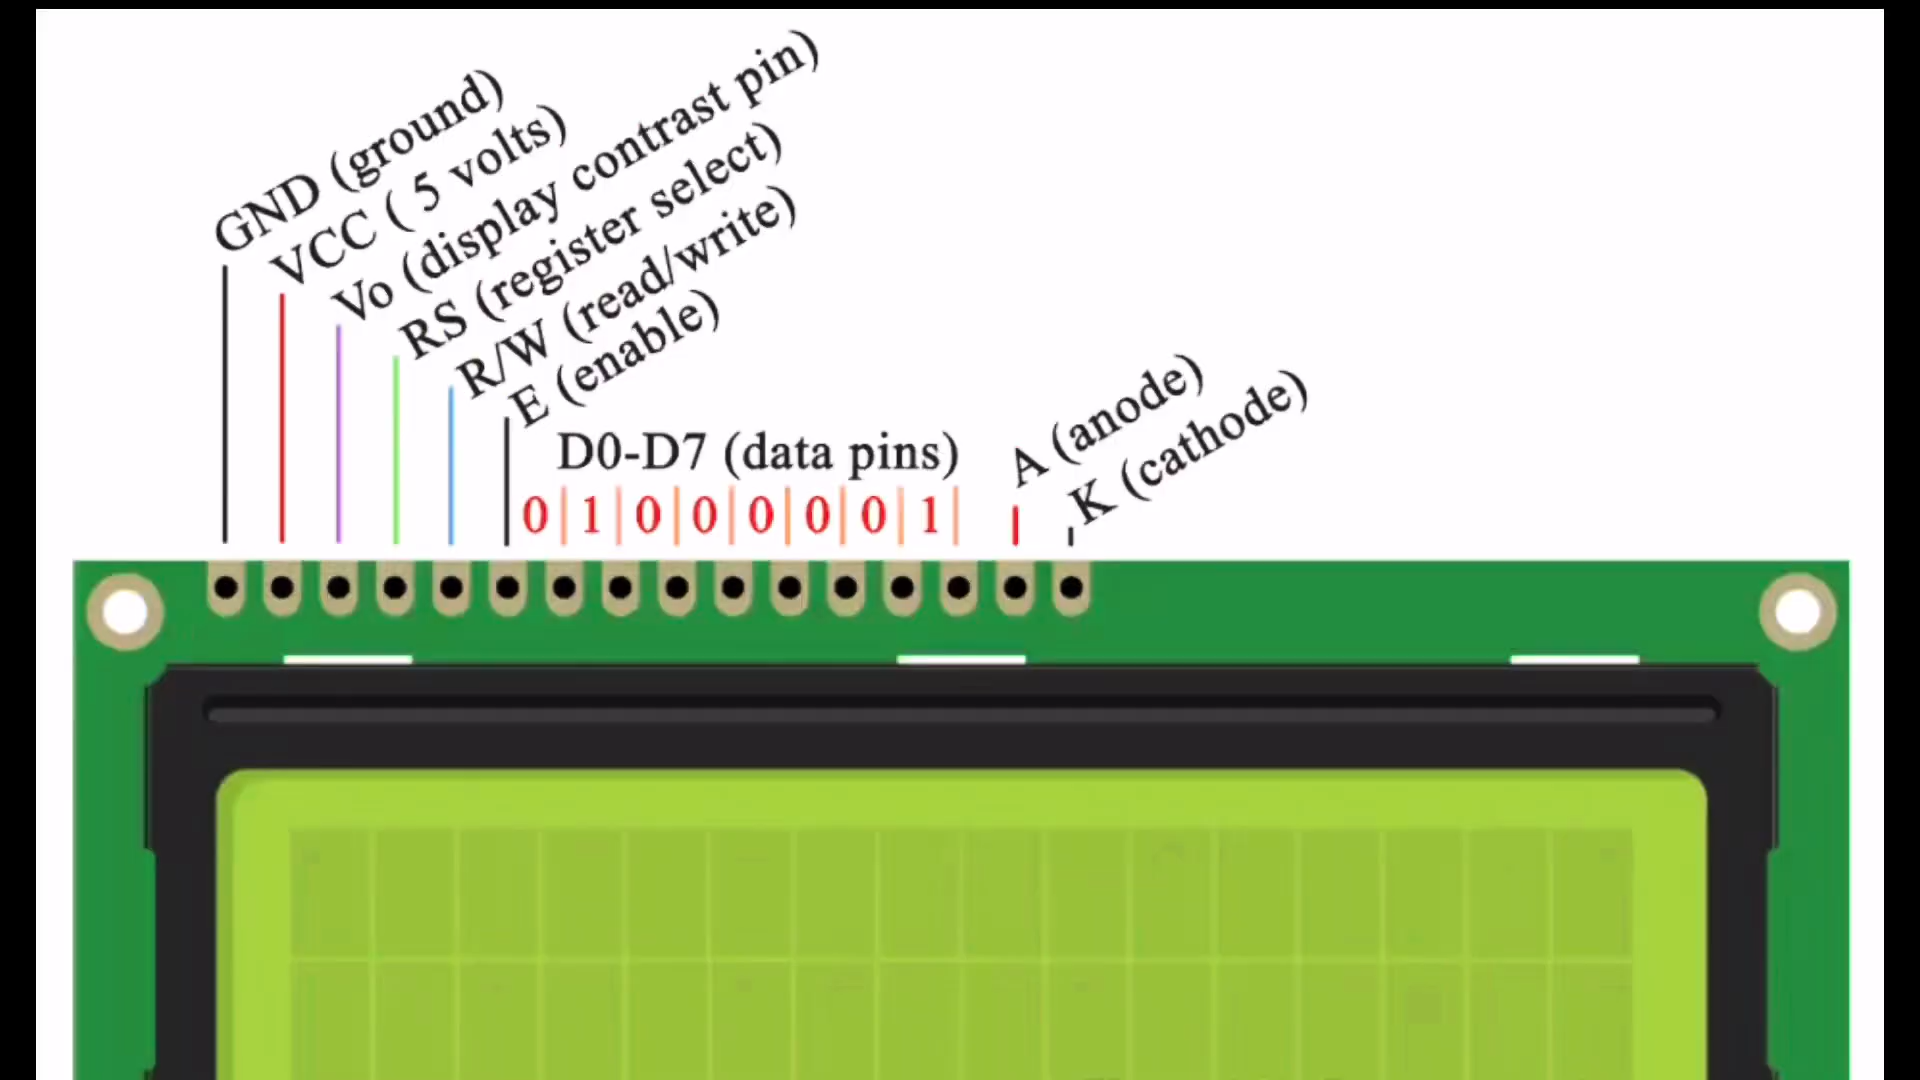 GND (ground)
VCC ( 5 volts)
Vo (display contrast pin)
RS (register select)
R/W (read/write)
E (enable)
D0-D7 (data pins)
0 1 0 0 0 0 0 1
A (anode)
K (cathode)